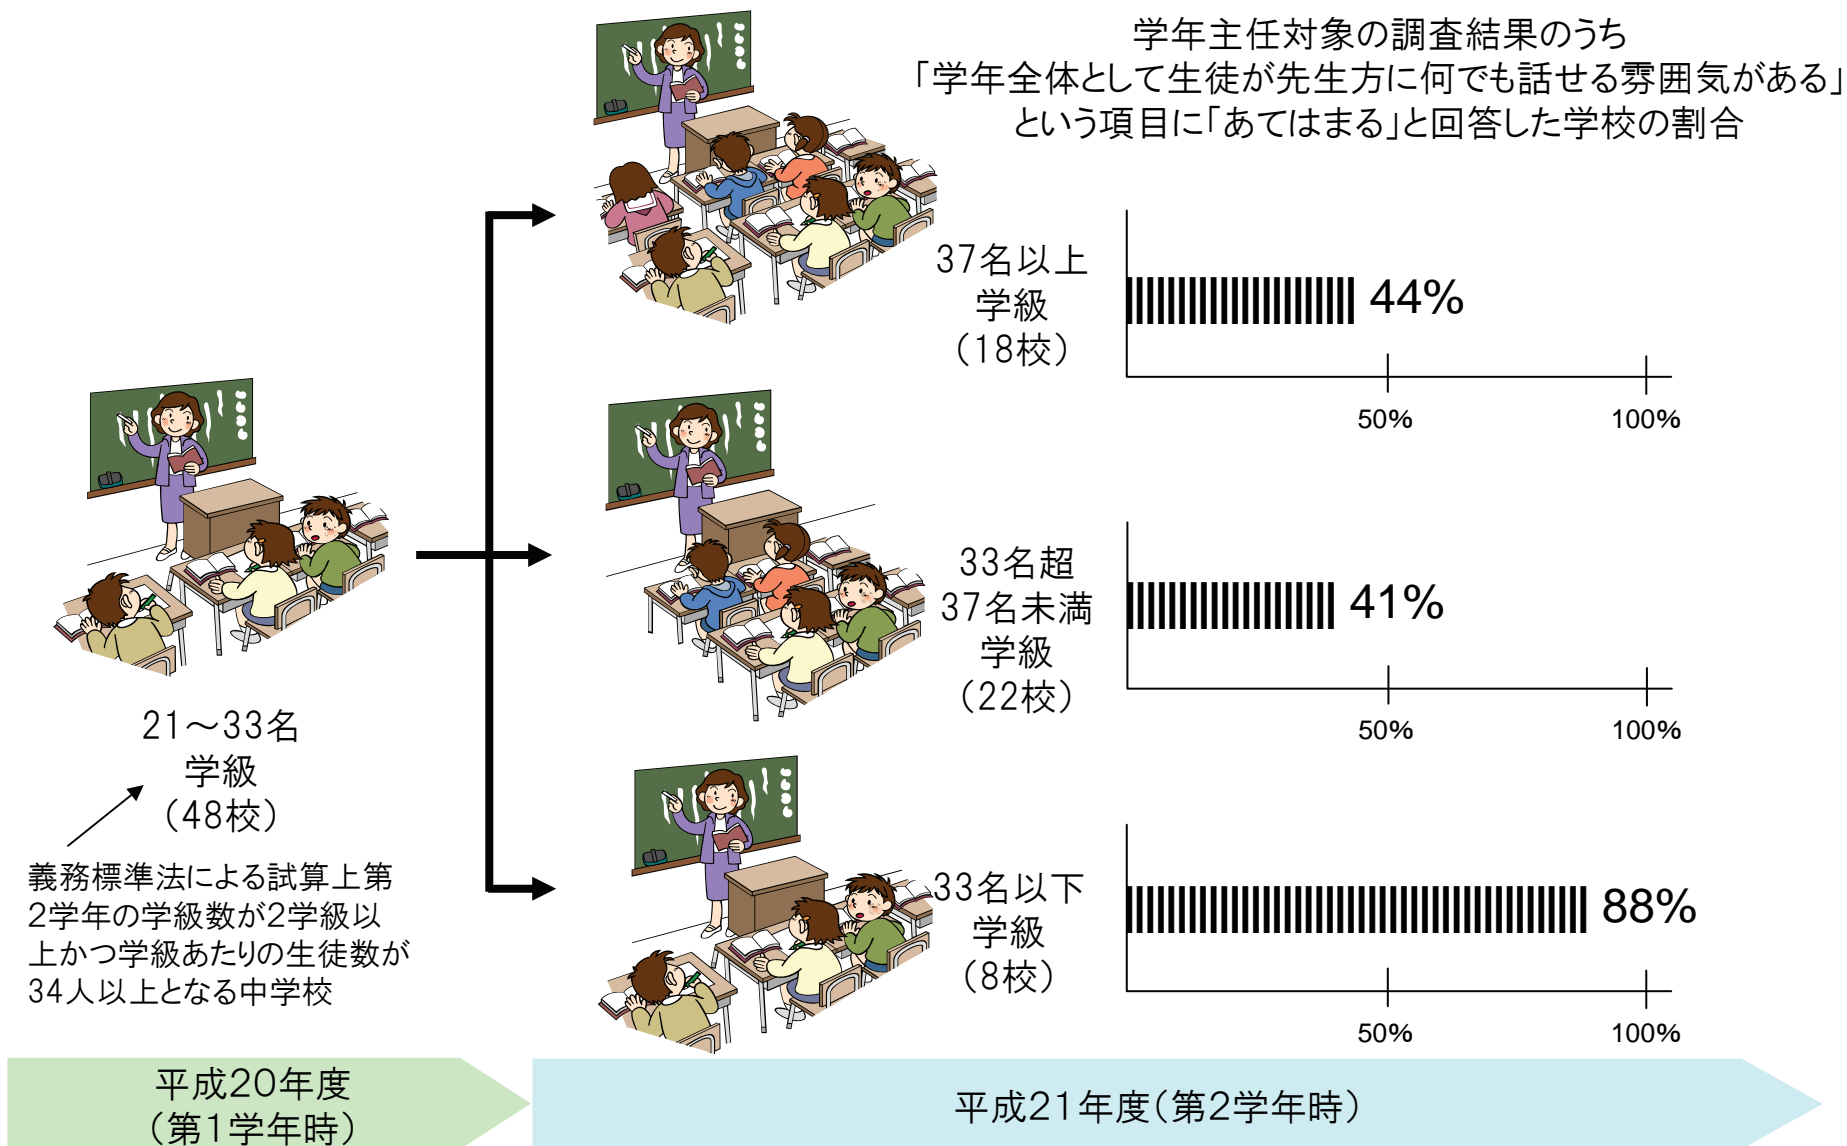 学年主任対象の調査結果のうち
「学年全体として生徒が先生方に何でも話せる雰囲気がある」
という項目に「あてはまる」と回答した学校の割合
37名以上
学級
（18校）
44%
50%
100%
21～33名
学級
（48校）
義務標準法による試算上第
2学年の学級数が2学級以
上かつ学級あたりの生徒数が
34人以上となる中学校
33名超
37名未満
学級
（22校）
41%
50%
100%
33名以下
学級
（8校）
88%
50%
100%
平成20年度
（第1学年時）
平成21年度（第2学年時）